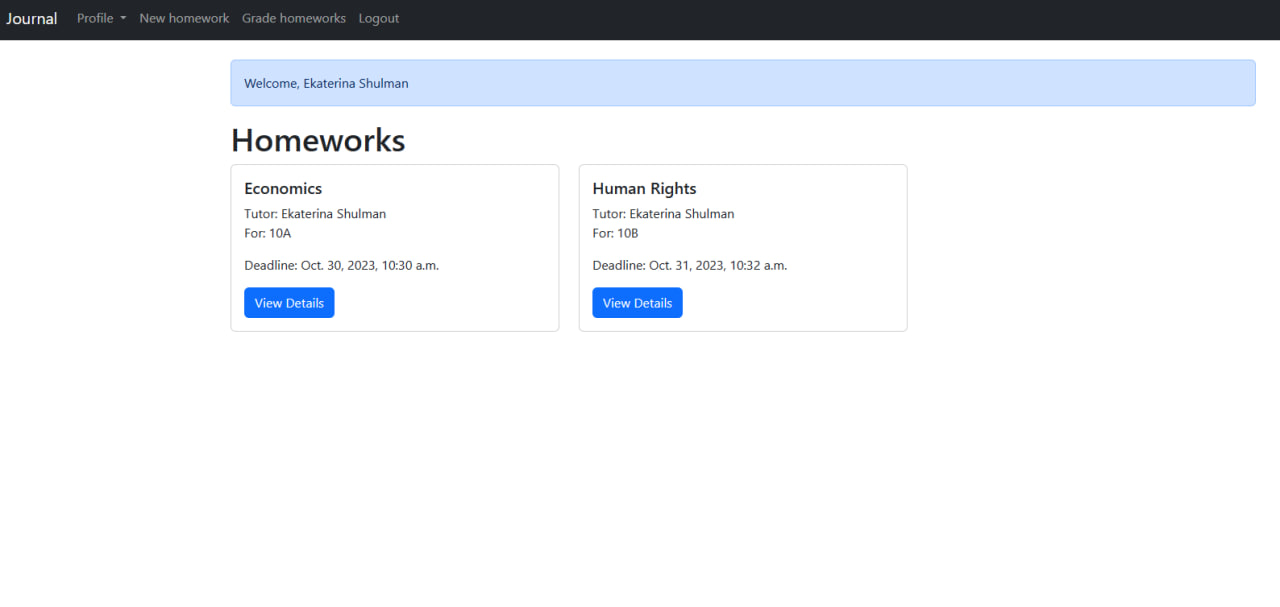 Journal Profile New homework Grade homeworks Logout
Welcome, Ekaterina Shulman
Homeworks
Economics
Tutor: Ekaterina Shulman
For: 10A
Deadline: Oct. 30, 2023, 10:30 a.m.
View Details
Human Rights
Tutor: Ekaterina Shulman
For: 10B
Deadline: Oct. 31, 2023, 10:32 a.m.
View Details